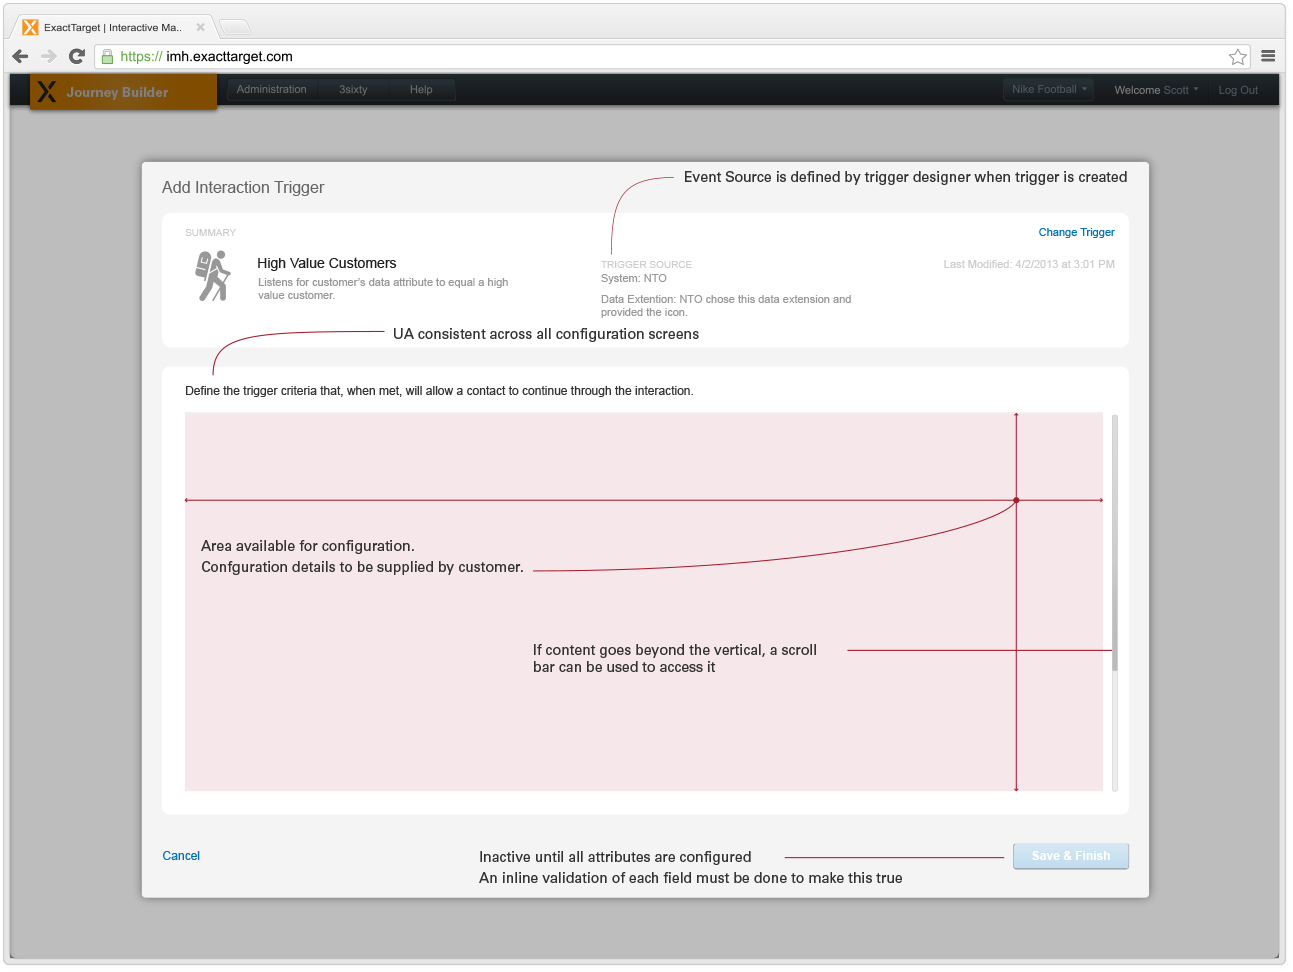 ExactTarget | Interactive Ma..
https:// imh.exacttarget.com
Journey Builder
Administration 3sixty Help Nike Football Welcome Scott Log Out
Add Interaction Trigger
Event Source is defined by trigger designer when trigger is created
SUMMARY
Change Trigger
High Value Customers
Listens for customer's data attribute to equal a high
value customer.
TRIGGER SOURCE
System: NTO
Data Extention: NTO chose this data extension and
provided the icon.
Last Modified: 4/2/2013 at 3:01 PM
UA consistent across all configuration screens
Define the trigger criteria that, when met, will allow a contact to continue through the interaction.
Area available for configuration.
Confguration details to be supplied by customer.
If content goes beyond the vertical, a scroll
bar can be used to access it
Cancel
Inactive until all attributes are configured
An inline validation of each field must be done to make this true
Save & Finish